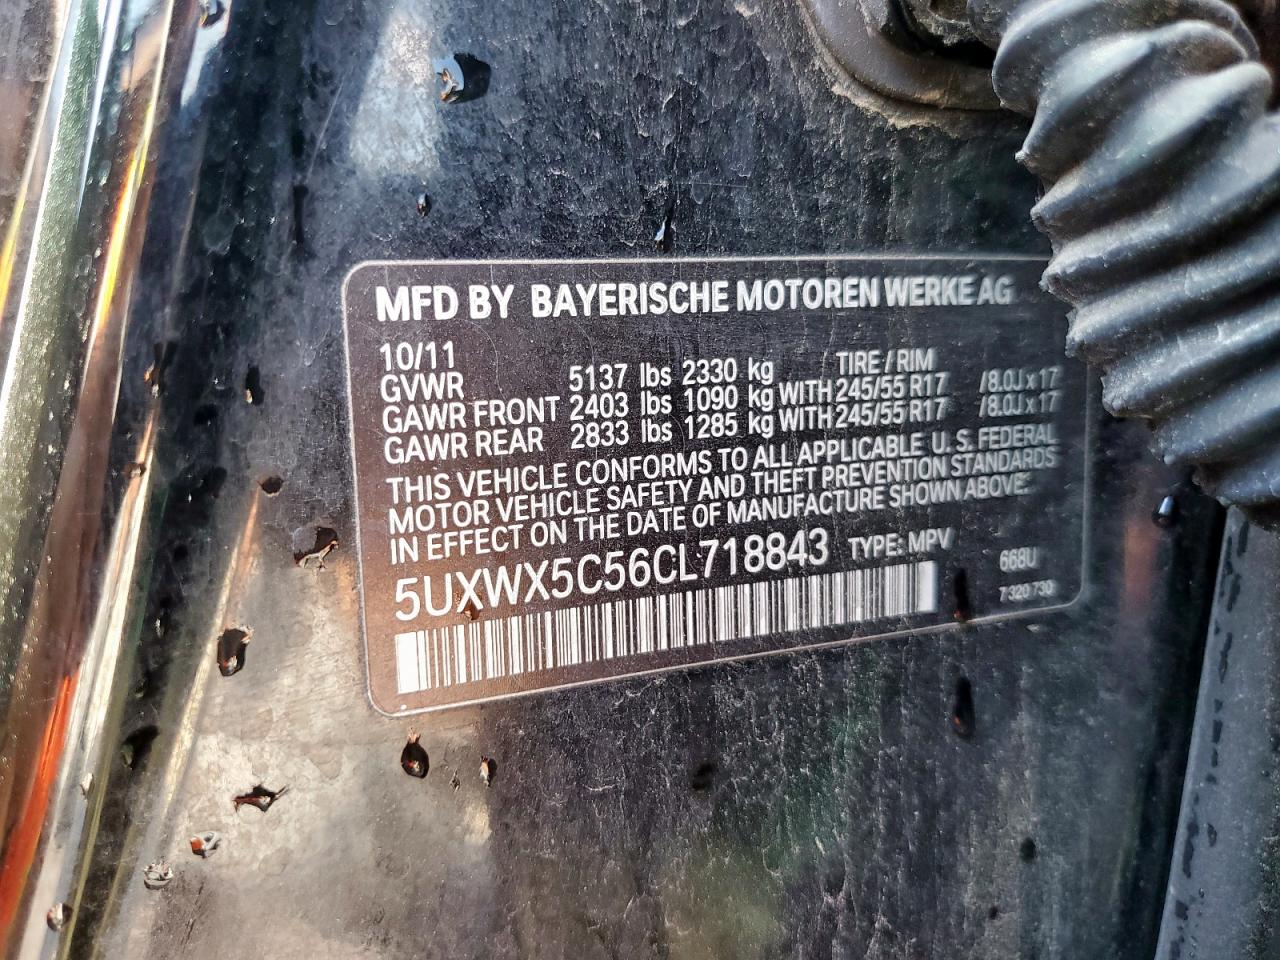 MFD BY BAYERISCHE MOTOREN WERKE AG
10/11 TIRE / RIM
GVWR 5137 lbs 2330 kg
GAWR FRONT 2403 lbs 1090 kg WITH 245/55 R17 /8.0J x 17
GAWR REAR 2833 lbs 1285 kg WITH 245/55 R17 /8.0J x 17
THIS VEHICLE CONFORMS TO ALL APPLICABLE U.S. FEDERAL
MOTOR VEHICLE SAFETY AND THEFT PREVENTION STANDARDS
IN EFFECT ON THE DATE OF MANUFACTURE SHOWN ABOVE.
5UXWX5C56CL718843 TYPE: MPV 668U
7 320 730